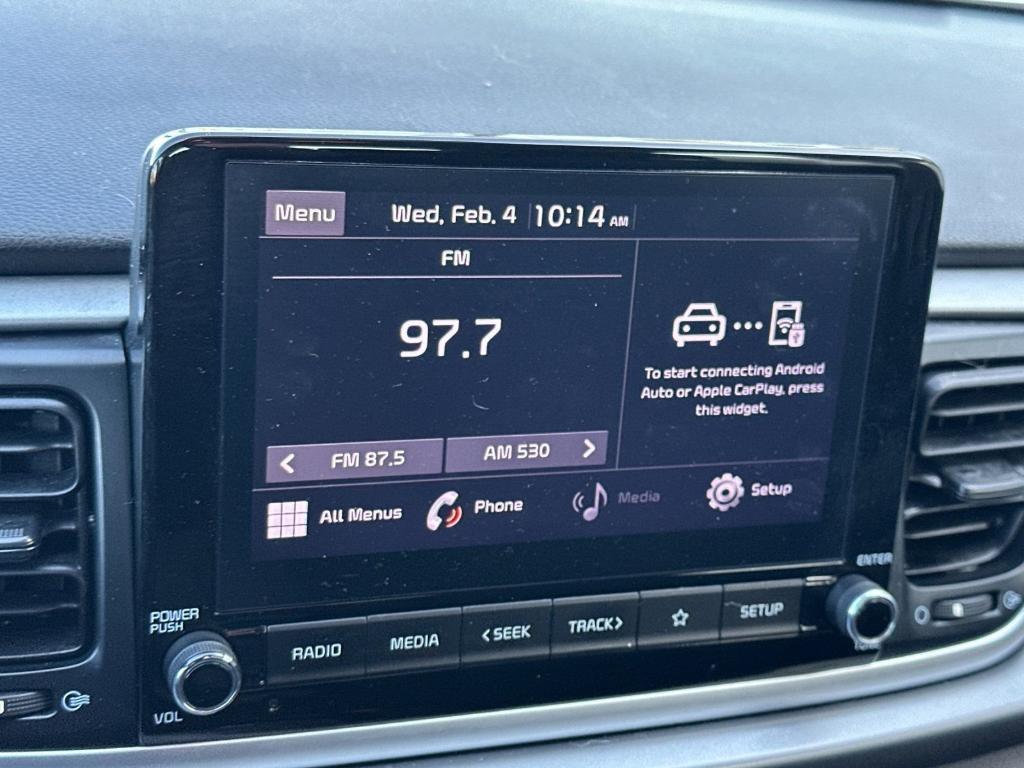 Menu Wed, Feb. 4 10:14 AM
FM
97.7
To start connecting Android
Auto or Apple CarPlay, press
this widget.
< FM 87.5 AM 530 >
All Menus Phone Media Setup
ENTER
POWER
PUSH
RADIO MEDIA <SEEK TRACK> SETUP
VOL